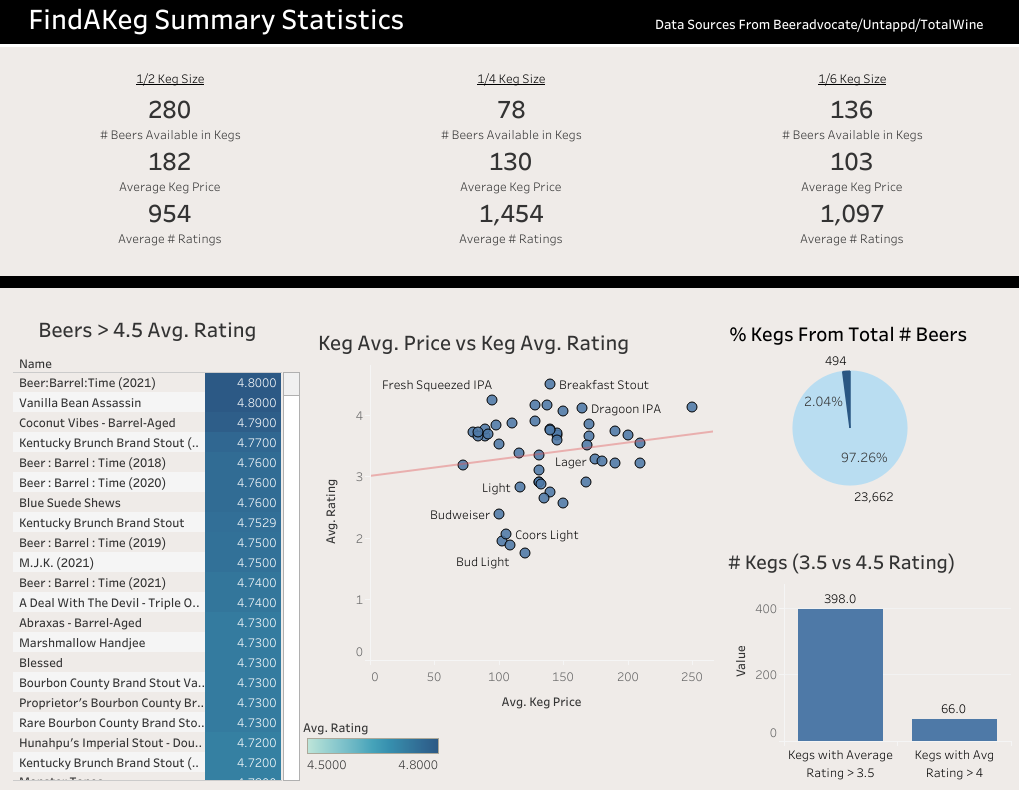 FindAKeg Summary Statistics
Data Sources From Beeradvocate/Untappd/TotalWine
1/2 Keg Size
280
# Beers Available in Kegs
182
Average Keg Price
954
Average # Ratings
1/4 Keg Size
78
# Beers Available in Kegs
130
Average Keg Price
1,454
Average # Ratings
1/6 Keg Size
136
# Beers Available in Kegs
103
Average Keg Price
1,097
Average # Ratings
Beers > 4.5 Avg. Rating
Name
Beer:Barrel:Time (2021) 4.8000
Vanilla Bean Assassin 4.8000
Coconut Vibes - Barrel-Aged 4.7900
Kentucky Brunch Brand Stout (.. 4.7700
Beer : Barrel : Time (2018) 4.7600
Beer : Barrel : Time (2020) 4.7600
Blue Suede Shews 4.7600
Kentucky Brunch Brand Stout 4.7529
Beer : Barrel : Time (2019) 4.7500
M.J.K. (2021) 4.7500
Beer : Barrel : Time (2021) 4.7400
A Deal With The Devil - Triple O.. 4.7400
Abraxas - Barrel-Aged 4.7300
Marshmallow Handjee 4.7300
Blessed 4.7300
Bourbon County Brand Stout Va.. 4.7300
Proprietor's Bourbon County Br.. 4.7300
Rare Bourbon County Brand Sto.. 4.7300
Hunahpu's Imperial Stout - Dou.. 4.7200
Kentucky Brunch Brand Stout (.. 4.7200
Keg Avg. Price vs Keg Avg. Rating
Fresh Squeezed IPA
Breakfast Stout
Dragoon IPA
Lager
Light
Budweiser
Coors Light
Bud Light
Avg. Rating
4
3
2
1
0
0 50 100 150 200 250
Avg. Keg Price
Avg. Rating
4.5000 4.8000
% Kegs From Total # Beers
494
2.04%
97.26%
23,662
# Kegs (3.5 vs 4.5 Rating)
Value
400
200
0
398.0
66.0
Kegs with Average
Rating > 3.5
Kegs with Avg
Rating > 4